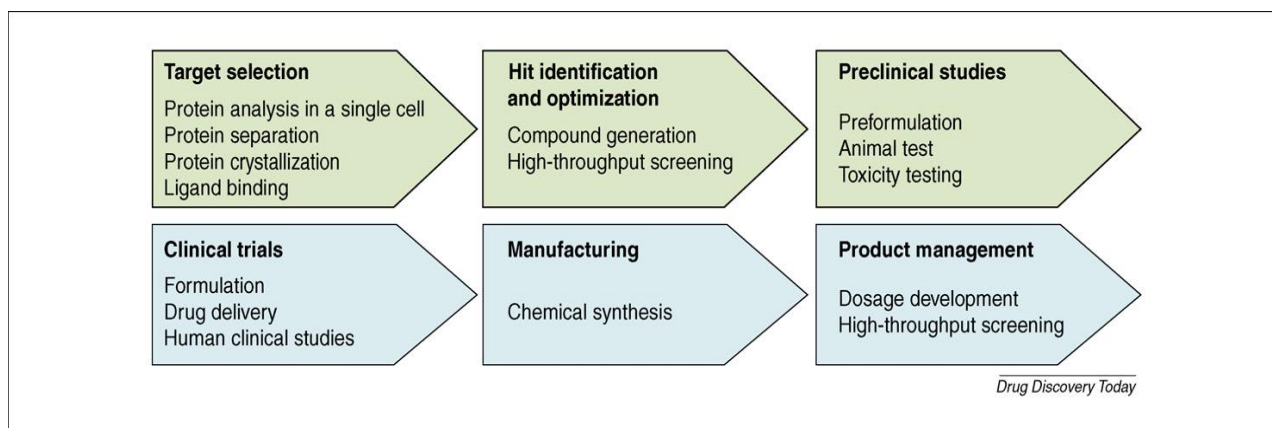 Target selection
Protein analysis in a single cell
Protein separation
Protein crystallization
Ligand binding
Hit identification
and optimization
Compound generation
High-throughput screening
Preclinical studies
Preformulation
Animal test
Toxicity testing
Clinical trials
Formulation
Drug delivery
Human clinical studies
Manufacturing
Chemical synthesis
Product management
Dosage development
High-throughput screening
Drug Discovery Today